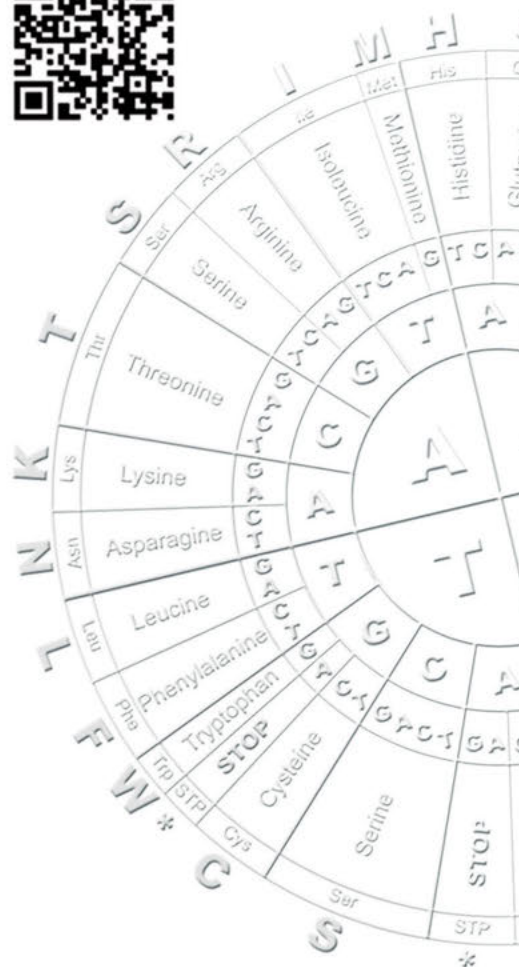 M H
I
R
S
T
K
N
L
F
W
*
C
S
*
Met His
Ile
Arg
Ser
Thr
Lys
Asn
Leu
Phe
Trp
STP
Cys
Ser
STP
Methionine Histidine
Isoleucine
Arginine
Serine
Threonine
Lysine
Asparagine
Leucine
Phenylalanine
Tryptophan
STOP
Cysteine
Serine
STOP
G T C A
G T C A
G T C A
G A C T
G A C T
G A C T
G A C T
G A C T
G A
A
T
G
C
A
T
G
C
A
A
T